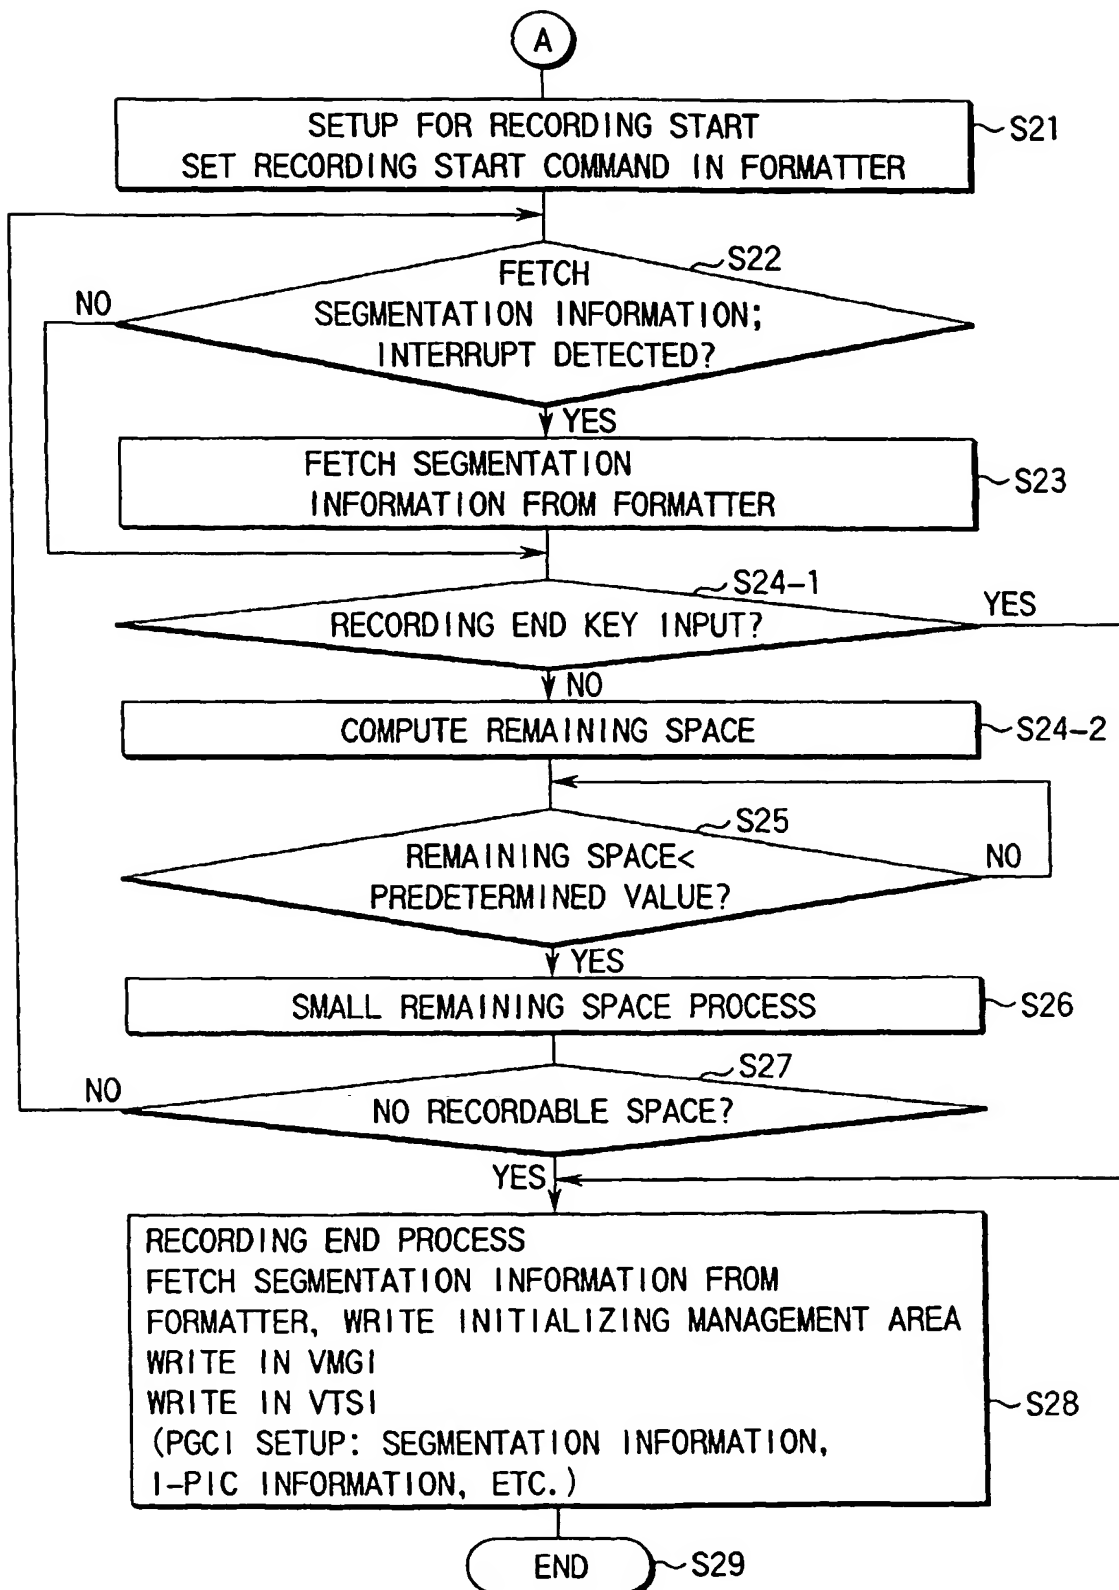 A
SETUP FOR RECORDING START
SET RECORDING START COMMAND IN FORMATTER
S21
S22
FETCH
SEGMENTATION INFORMATION;
INTERRUPT DETECTED?
NO
YES
FETCH SEGMENTATION
INFORMATION FROM FORMATTER
S23
S24-1
RECORDING END KEY INPUT?
YES
NO
COMPUTE REMAINING SPACE
S24-2
S25
REMAINING SPACE<
PREDETERMINED VALUE?
NO
YES
SMALL REMAINING SPACE PROCESS
S26
S27
NO
NO RECORDABLE SPACE?
YES
RECORDING END PROCESS
FETCH SEGMENTATION INFORMATION FROM
FORMATTER, WRITE INITIALIZING MANAGEMENT AREA
WRITE IN VMGI
WRITE IN VTSI
(PGCI SETUP: SEGMENTATION INFORMATION,
I-PIC INFORMATION, ETC.)
S28
END
S29